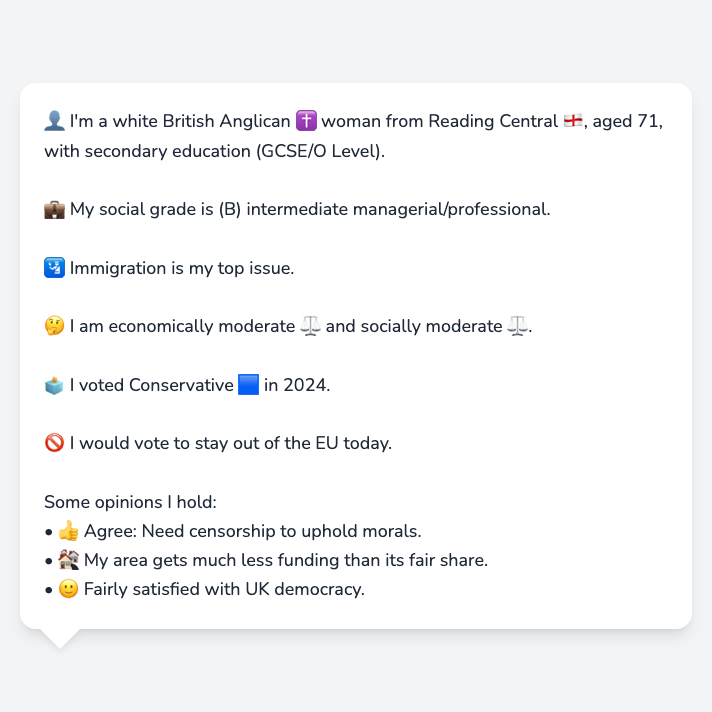 👤 I'm a white British Anglican ✝️ woman from Reading Central 🏴󠁧󠁢󠁥󠁮󠁧󠁿, aged 71,
with secondary education (GCSE/O Level).
💼 My social grade is (B) intermediate managerial/professional.
🛂 Immigration is my top issue.
🤔 I am economically moderate ⚖️ and socially moderate ⚖️.
🗳️ I voted Conservative 🟦 in 2024.
🚫 I would vote to stay out of the EU today.
Some opinions I hold:
• 👍 Agree: Need censorship to uphold morals.
• 🏚️ My area gets much less funding than its fair share.
• 🙂 Fairly satisfied with UK democracy.